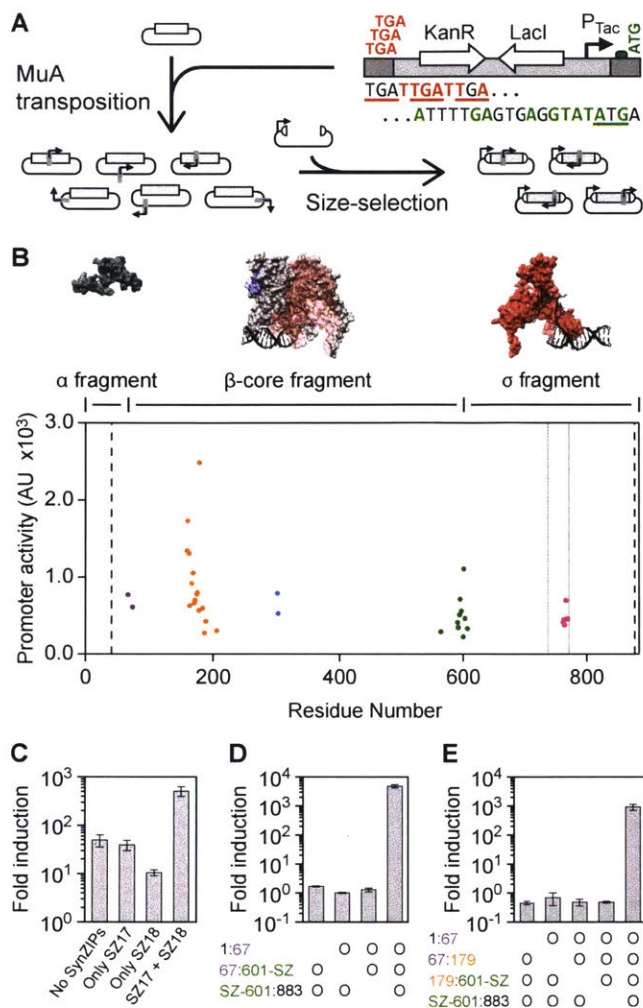 A
MuA
transposition
TGA
TGA
TGA
KanR
LacI
PTac
ATG
TGATTGATTGA...
...ATTTTGAGTGAGGTATATGA
Size-selection
B
α fragment
β-core fragment
σ fragment
Promoter activity (AU x10³)
3.0
2.0
1.0
0.0
0
200
400
600
800
Residue Number
C
Fold induction
10³
10²
10¹
10⁰
No SynZIPs
Only SZ17
Only SZ18
SZ17 + SZ18
D
Fold induction
10⁴
10³
10²
10¹
10⁰
10⁻¹
1:67 O O O
67:601-SZ O O O
SZ-601:883 O O O
E
Fold induction
10⁴
10³
10²
10¹
10⁰
10⁻¹
1:67 O O O O
67:179 O O O O
179:601-SZ O O O O
SZ-601:883 O O O O